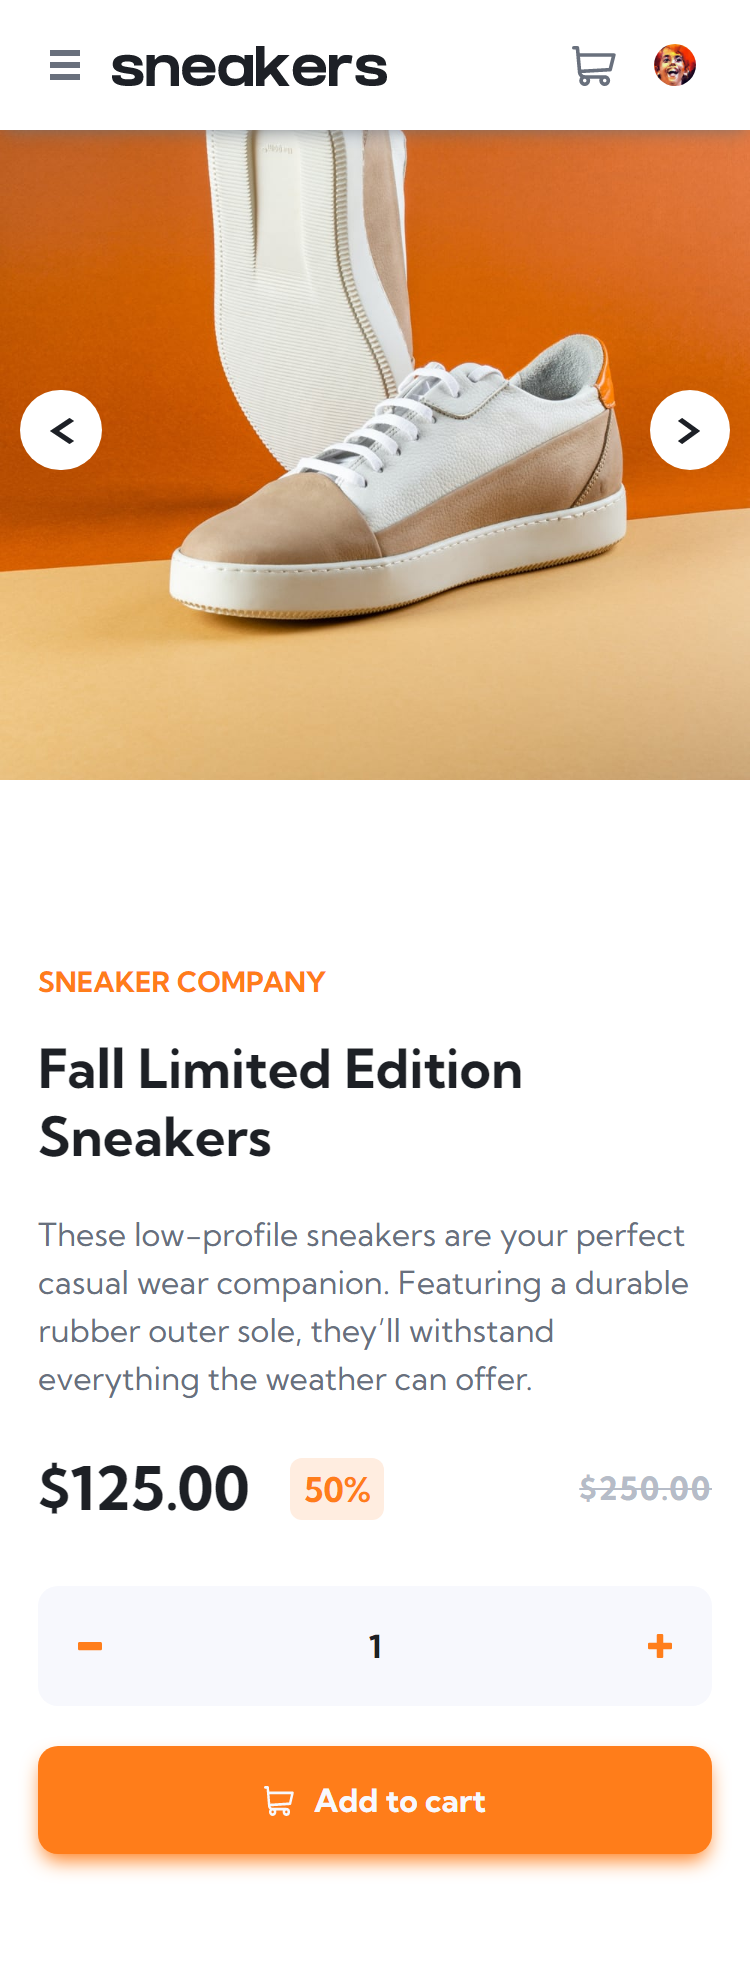 sneakers
SNEAKER COMPANY
Fall Limited Edition
Sneakers
These low-profile sneakers are your perfect
casual wear companion. Featuring a durable
rubber outer sole, they’ll withstand
everything the weather can offer.
$125.00 50% $250.00
1
Add to cart